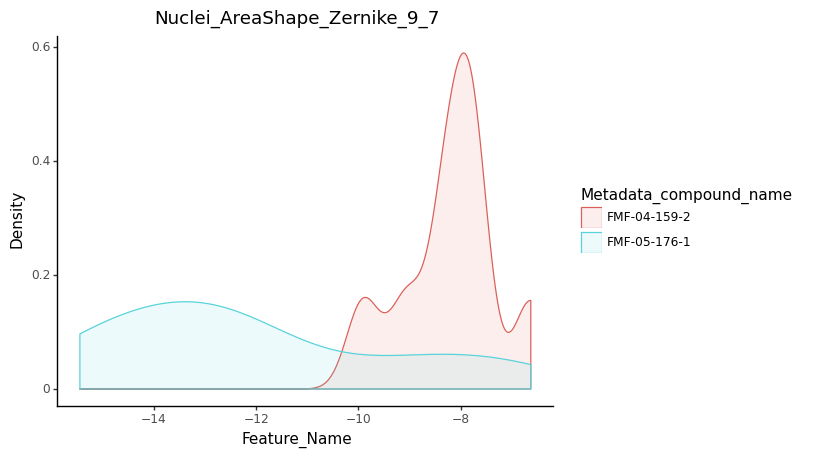 Nuclei_AreaShape_Zernike_9_7
0.6
0.4
0.2
0
Density
−14
−12
−10
−8
Feature_Name
Metadata_compound_name
FMF-04-159-2
FMF-05-176-1